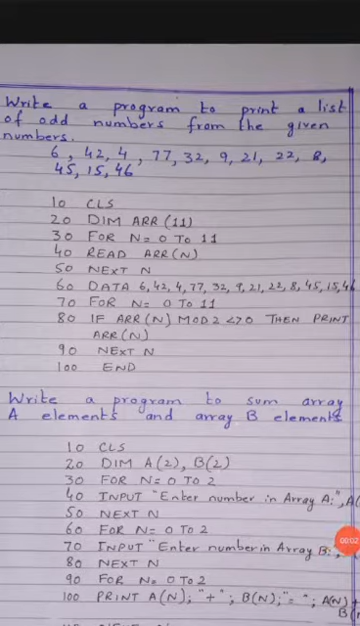 Write a program to print a list
of odd numbers from the given
numbers.
6, 42, 4, 77, 32, 9, 21, 22, 8,
45, 15, 46
10 CLS
20 DIM ARR (11)
30 FOR N= 0 TO 11
40 READ ARR(N)
50 NEXT N
60 DATA 6,42,4,77,32,9,21,22,8,45,15,46
70 FOR N= 0 TO 11
80 IF ARR(N) MOD 2 <> 0 THEN PRINT
ARR(N)
90 NEXT N
100 END
Write a program to sum array
A elements and array B elements
10 CLS
20 DIM A(2), B(2)
30 FOR N= 0 TO 2
40 INPUT "Enter number in Array A:", A(
50 NEXT N
60 FOR N= 0 TO 2
00:02
70 INPUT "Enter number in Array B:
80 NEXT N
90 FOR N= 0 TO 2
100 PRINT A(N); "+"; B(N); "="; A(N)+
B(